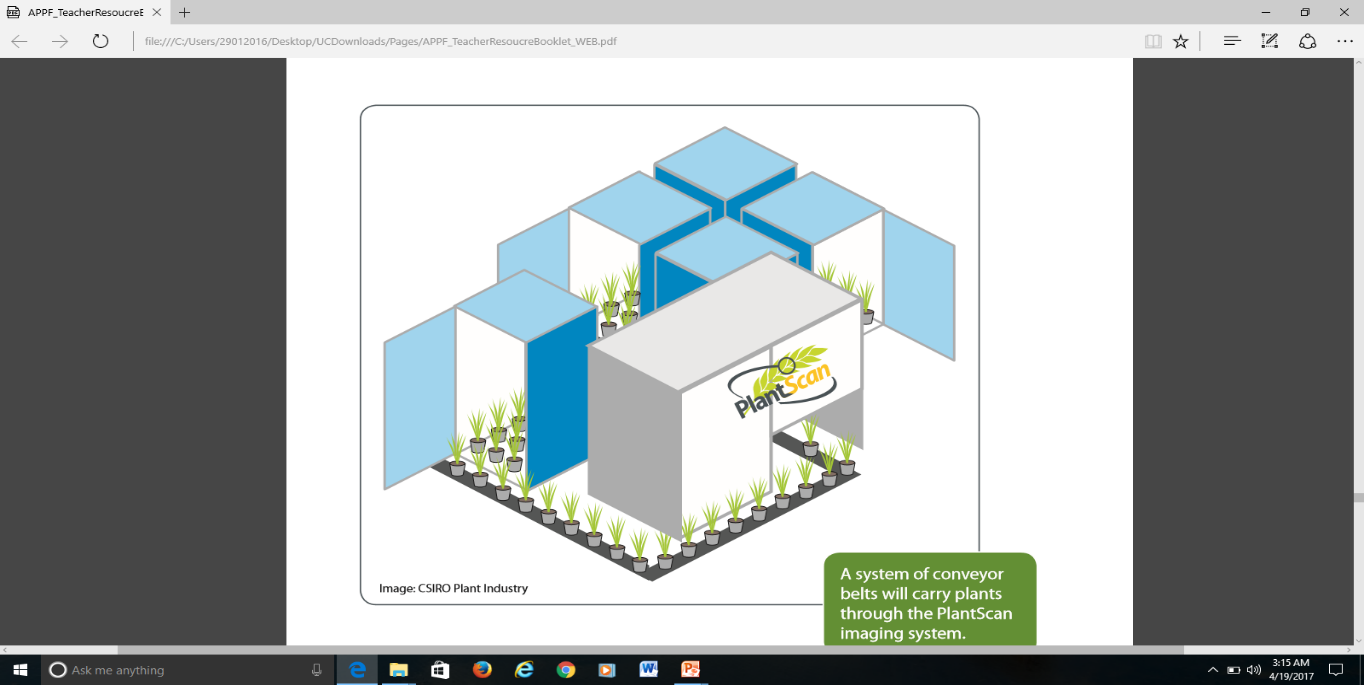 APPF_TeacherResoucreE
file:///C:/Users/29012016/Desktop/UCDownloads/Pages/APPF_TeacherResoucreBooklet_WEB.pdf
PlantScan
Image: CSIRO Plant Industry
A system of conveyor
belts will carry plants
through the PlantScan
imaging system.
Ask me anything
3:15 AM
4/19/2017